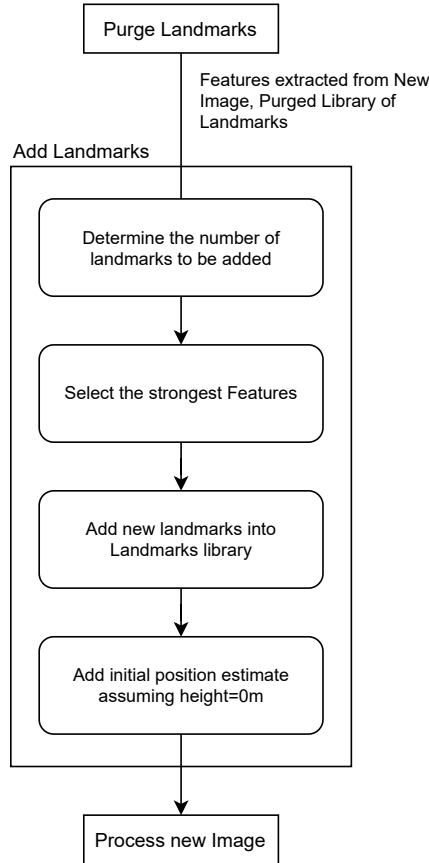 Purge Landmarks
Features extracted from New
Image, Purged Library of
Landmarks
Add Landmarks
Determine the number of
landmarks to be added
Select the strongest Features
Add new landmarks into
Landmarks library
Add initial position estimate
assuming height=0m
Process new Image